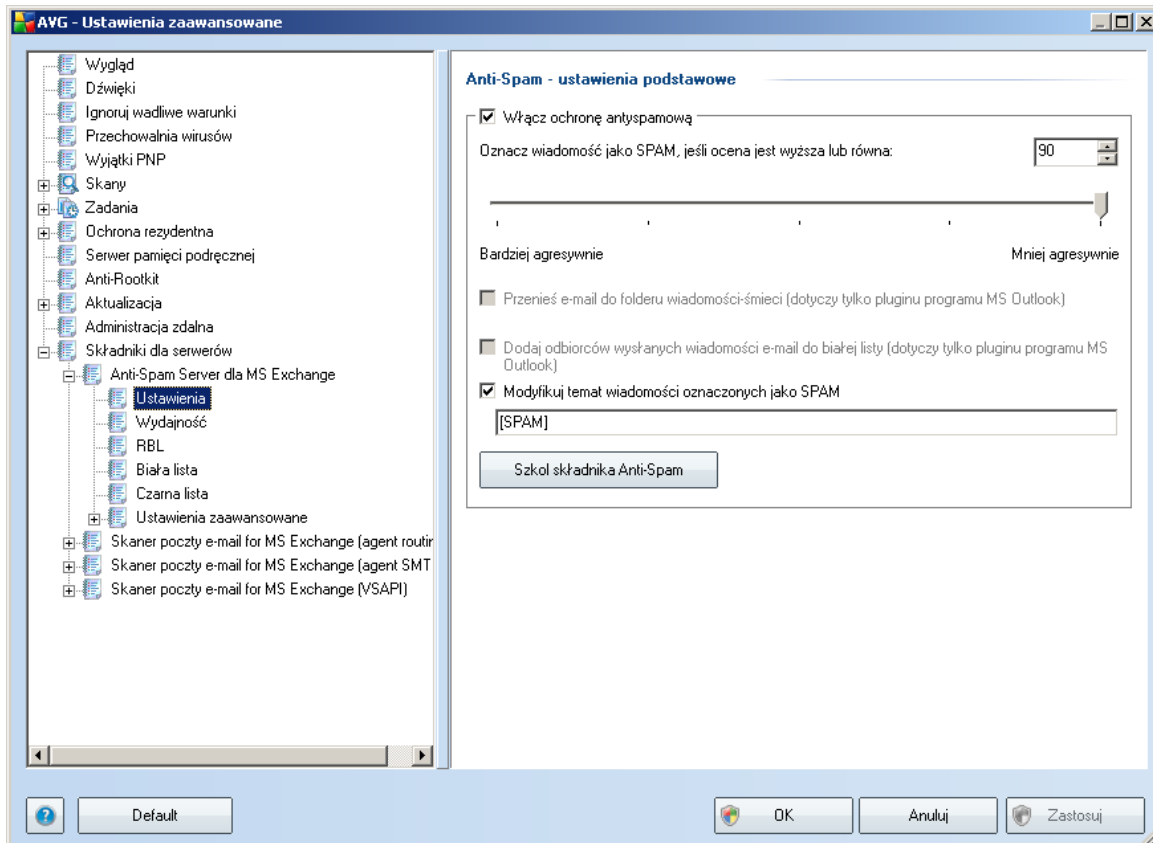 AVG - Ustawienia zaawansowane
Wygląd
Dźwięki
Ignoruj wadliwe warunki
Przechowalnia wirusów
Wyjątki PNP
Skany
Zadania
Ochrona rezydentna
Serwer pamięci podręcznej
Anti-Rootkit
Aktualizacja
Administracja zdalna
Składniki dla serwerów
Anti-Spam Server dla MS Exchange
Ustawienia
Wydajność
RBL
Biała lista
Czarna lista
Ustawienia zaawansowane
Skaner poczty e-mail for MS Exchange (agent routin
Skaner poczty e-mail for MS Exchange (agent SMT
Skaner poczty e-mail for MS Exchange (VSAPI)
Anti-Spam - ustawienia podstawowe
Włącz ochronę antyspamową
Oznacz wiadomość jako SPAM, jeśli ocena jest wyższa lub równa: 90
Bardziej agresywnie Mniej agresywnie
Przenieś e-mail do folderu wiadomości-śmieci (dotyczy tylko pluginu programu MS Outlook)
Dodaj odbiorców wysłanych wiadomości e-mail do białej listy (dotyczy tylko pluginu programu MS
Outlook)
Modyfikuj temat wiadomości oznaczonych jako SPAM
[SPAM]
Szkol składnika Anti-Spam
Default OK Anuluj Zastosuj